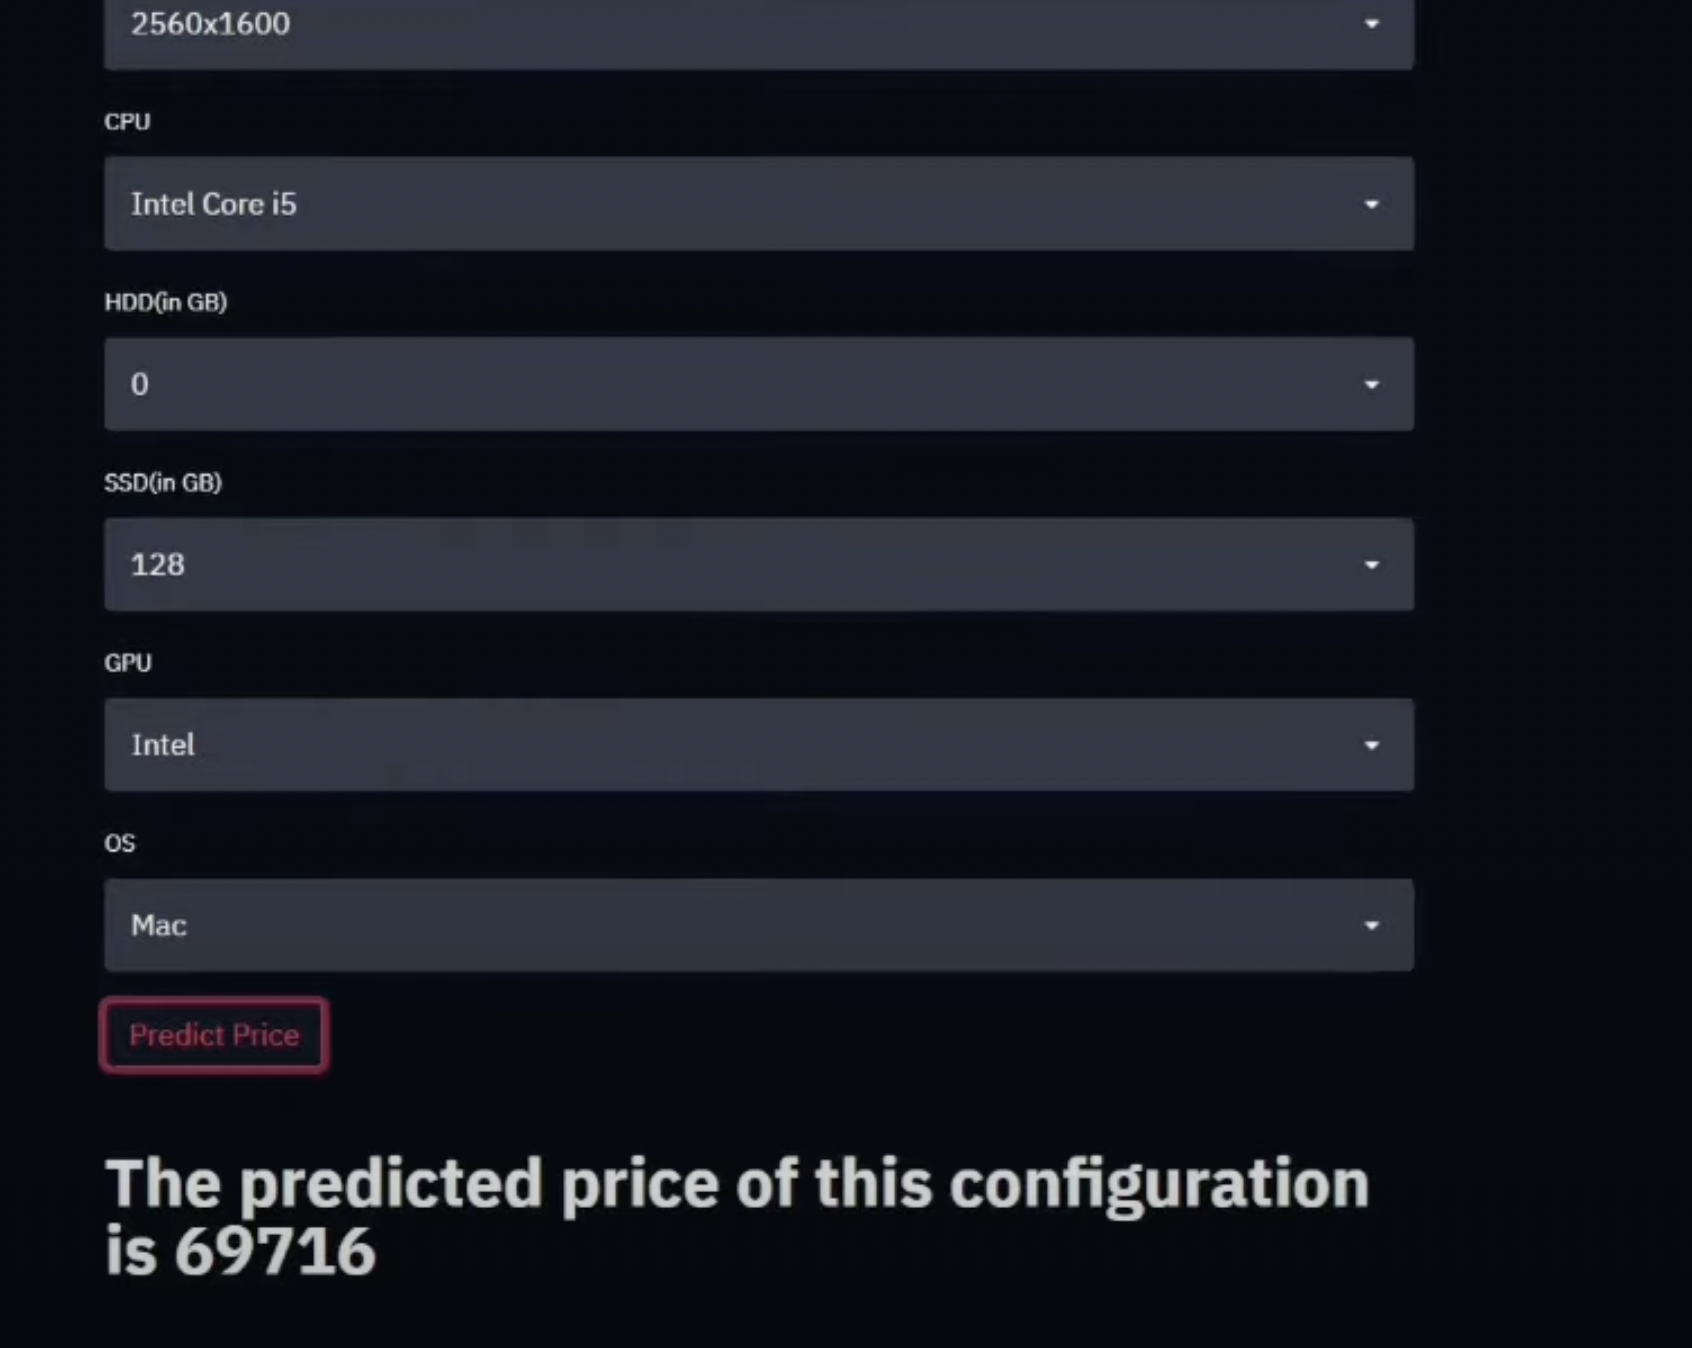 2560x1600
CPU
Intel Core i5
HDD(in GB)
0
SSD(in GB)
128
GPU
Intel
OS
Mac
Predict Price
The predicted price of this configuration
is 69716